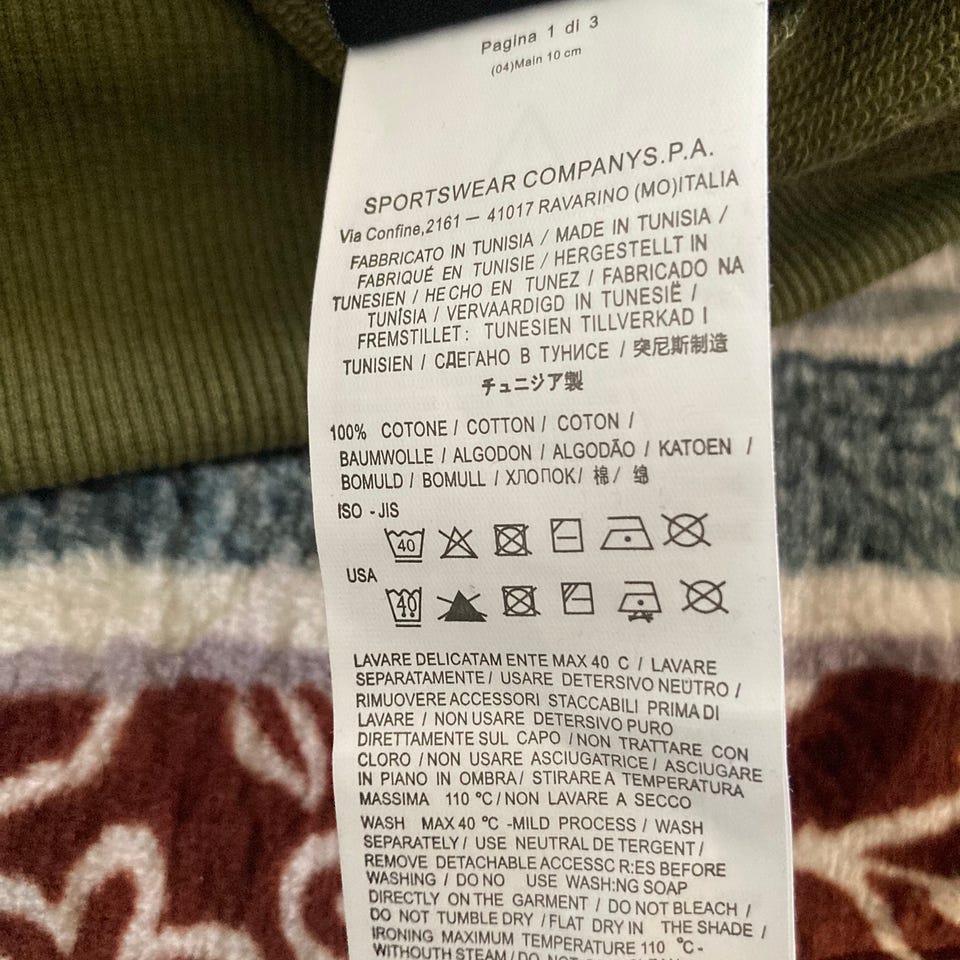 Pagina 1 di 3
(04)Main 10 cm
SPORTSWEAR COMPANYS.P.A.
Via Confine,2161 — 41017 RAVARINO (MO)ITALIA
FABBRICATO IN TUNISIA / MADE IN TUNISIA /
FABRIQUÉ EN TUNISIE / HERGESTELLT IN
TUNESIEN / HECHO EN TUNEZ / FABRICADO NA
TUNÍSIA / VERVAARDIGD IN TUNESIË /
FREMSTILLET: TUNESIEN TILLVERKAD I
TUNISIEN / СДЕГАНО В ТУНИСЕ / 突尼斯制造
チュニジア製
100% COTONE / COTTON / COTON /
BAUMWOLLE / ALGODON / ALGODÃO / KATOEN /
BOMULD / BOMULL / ХЛОПОК/ 棉/ 绵
ISO - JIS
40
USA
40
LAVARE DELICATAM ENTE MAX 40 C / LAVARE
SEPARATAMENTE / USARE DETERSIVO NEÜTRO /
RIMUOVERE ACCESSORI STACCABILI PRIMA DI
LAVARE / NON USARE DETERSIVO PURO
DIRETTAMENTE SUL CAPO / NON TRATTARE CON
CLORO / NON USARE ASCIUGATRICE / ASCIUGARE
IN PIANO IN OMBRA/ STIRARE A TEMPERATURA
MASSIMA 110 °C/NON LAVARE A SECCO
WASH MAX 40 °C -MILD PROCESS / WASH
SEPARATELY / USE NEUTRAL DE TERGENT /
REMOVE DETACHABLE ACCESSC R:ES BEFORE
WASHING / DO NO USE WASH:NG SOAP
DIRECTLY ON THE GARMENT / DO NOT BLEACH /
DO NOT TUMBLE DRY / FLAT DRY IN THE SHADE /
IRONING MAXIMUM TEMPERATURE 110 °C-
WITHOUTH STEAM / DO NOT CLEAN